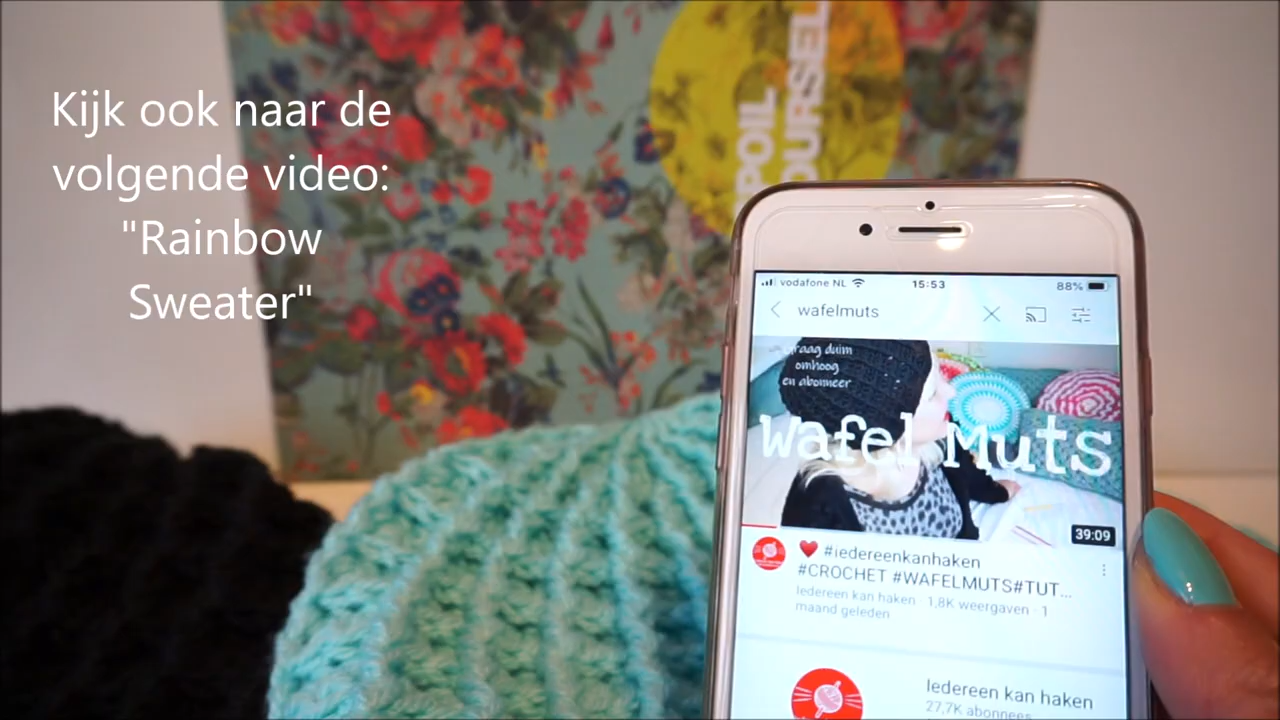 Kijk ook naar de
volgende video:
"Rainbow
Sweater"
POIL
OURSEL
vodafone NL 15:53 88%
wafelmuts
graag duim
omhoog
en abonneer
Wafel Muts
39:09
#iedereenkanhaken
#CROCHET #WAFELMUTS#TUT...
Iedereen kan haken · 1,8K weergaven · 1
maand geleden
Iedereen kan haken
27,7K abonnees